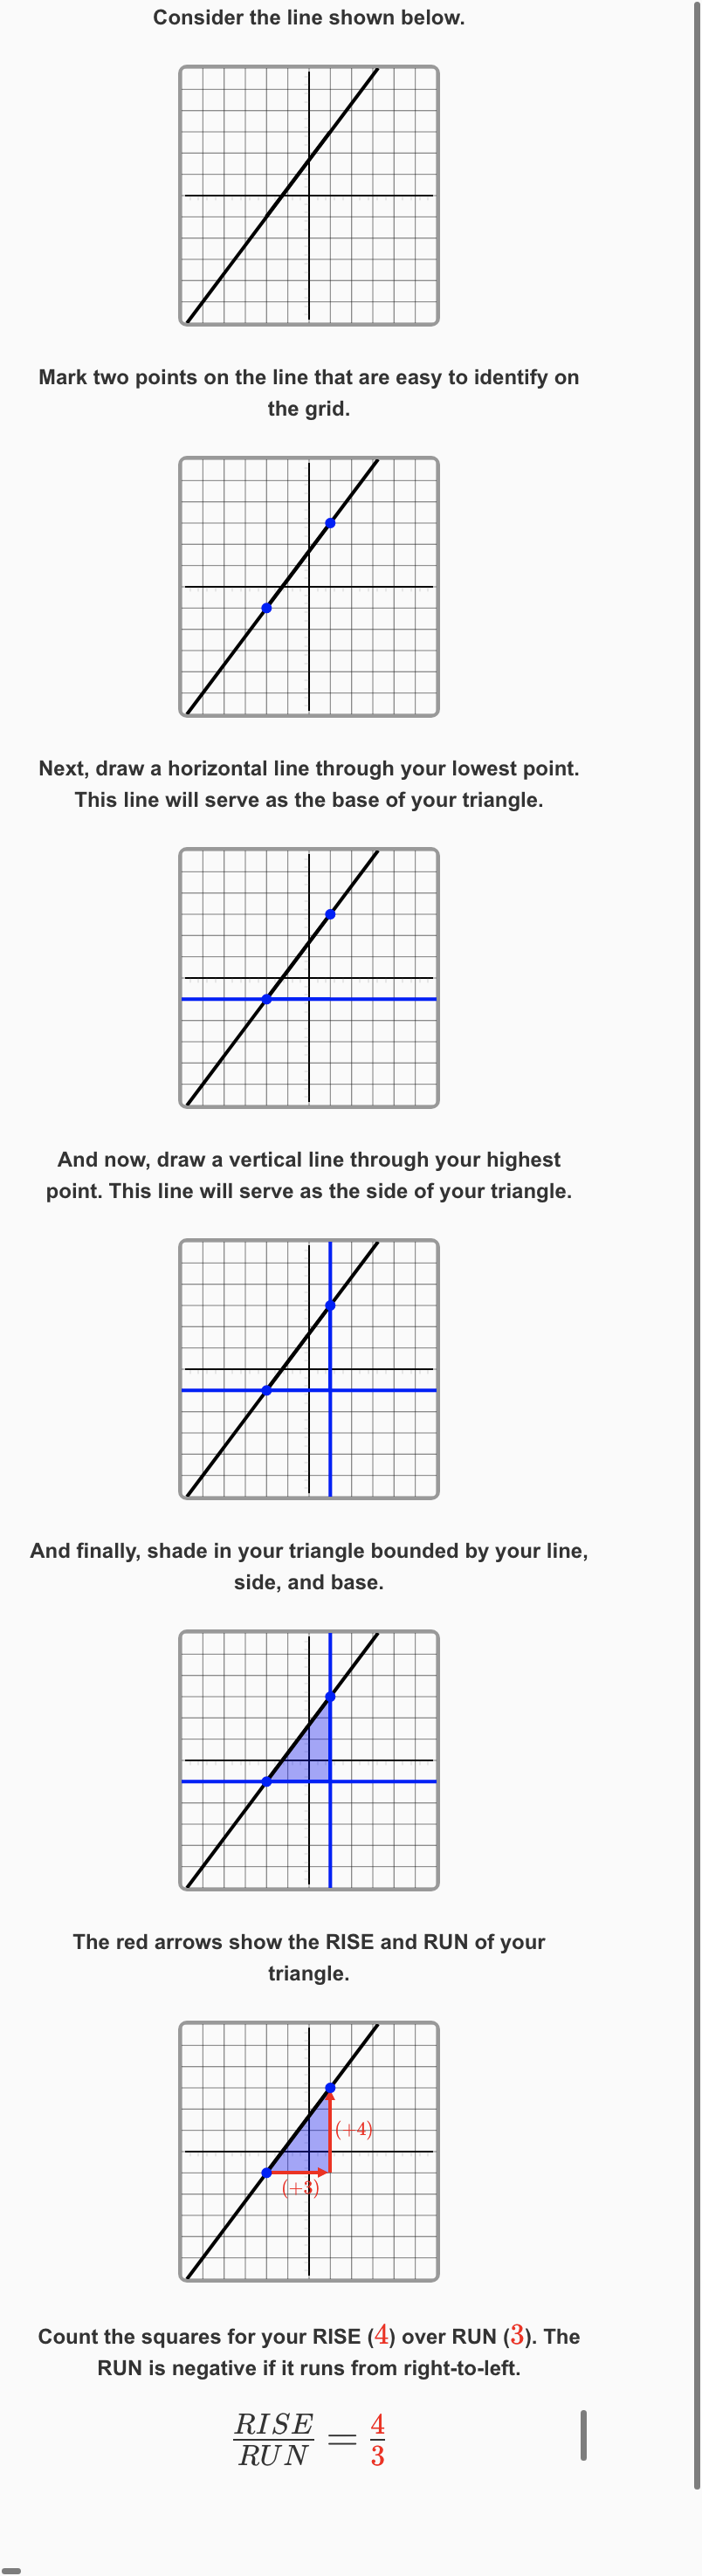 Consider the line shown below.
Mark two points on the line that are easy to identify on
the grid.
Next, draw a horizontal line through your lowest point.
This line will serve as the base of your triangle.
And now, draw a vertical line through your highest
point. This line will serve as the side of your triangle.
And finally, shade in your triangle bounded by your line,
side, and base.
The red arrows show the RISE and RUN of your
triangle.
(+4)
(+3)
Count the squares for your RISE (4) over RUN (3). The
RUN is negative if it runs from right-to-left.
RISE/RUN = 4/3